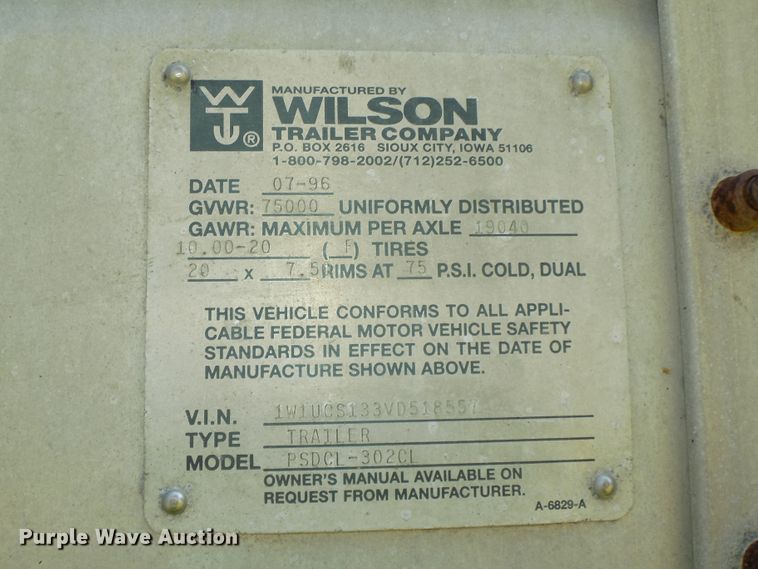 WTC®
MANUFACTURED BY
WILSON
TRAILER COMPANY
P.O. BOX 2616 SIOUX CITY, IOWA 51106
1-800-798-2002/(712)252-6500
DATE 07-96
GVWR: 75000 UNIFORMLY DISTRIBUTED
GAWR: MAXIMUM PER AXLE 19040
10.00-20 (F) TIRES
20 x 7.50 RIMS AT 75 P.S.I. COLD, DUAL
THIS VEHICLE CONFORMS TO ALL APPLI-
CABLE FEDERAL MOTOR VEHICLE SAFETY
STANDARDS IN EFFECT ON THE DATE OF
MANUFACTURE SHOWN ABOVE.
V.I.N. 1W1UCS133VD518557
TYPE TRAILER
MODEL PSDCL-302CL
OWNER'S MANUAL AVAILABLE ON
REQUEST FROM MANUFACTURER.
A-6829-A
Purple Wave Auction